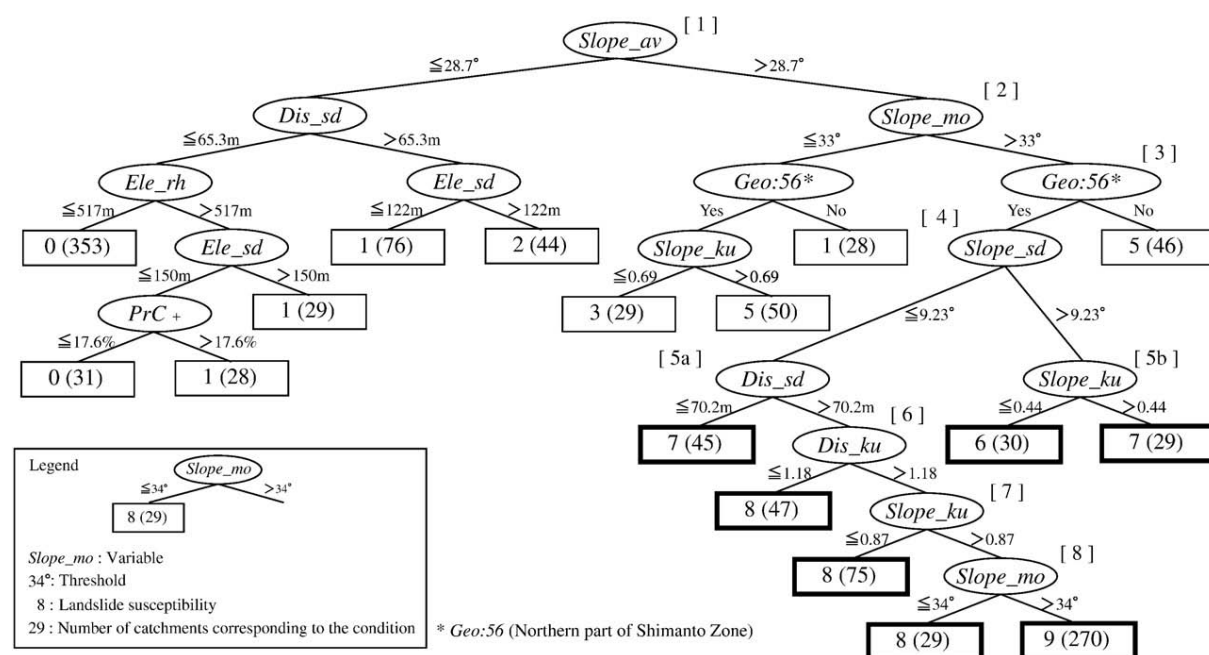 [ 1 ]
Slope_av
≦28.7° >28.7°
[ 2 ]
Dis_sd Slope_mo
≦65.3m >65.3m ≦33° >33°
[ 3 ]
Ele_rh Ele_sd Geo:56* Geo:56*
≦517m >517m ≦122m >122m Yes No Yes No
[ 4 ]
0 (353) Ele_sd 1 (76) 2 (44) Slope_ku 1 (28) Slope_sd 5 (46)
≦150m >150m ≦0.69 >0.69
PrC + 1 (29) 3 (29) 5 (50) ≦9.23° >9.23°
≦17.6% >17.6%
[ 5a ] [ 5b ]
0 (31) 1 (28) Dis_sd Slope_ku
≦70.2m >70.2m ≦0.44 >0.44
[ 6 ]
7 (45) Dis_ku 6 (30) 7 (29)
≦1.18 >1.18
[ 7 ]
8 (47) Slope_ku
≦0.87 >0.87
[ 8 ]
8 (75) Slope_mo
≦34° >34°
8 (29) 9 (270)
Legend
Slope_mo
≦34° >34°
8 (29)
Slope_mo : Variable
34°: Threshold
8 : Landslide susceptibility
29 : Number of catchments corresponding to the condition
* Geo:56 (Northern part of Shimanto Zone)